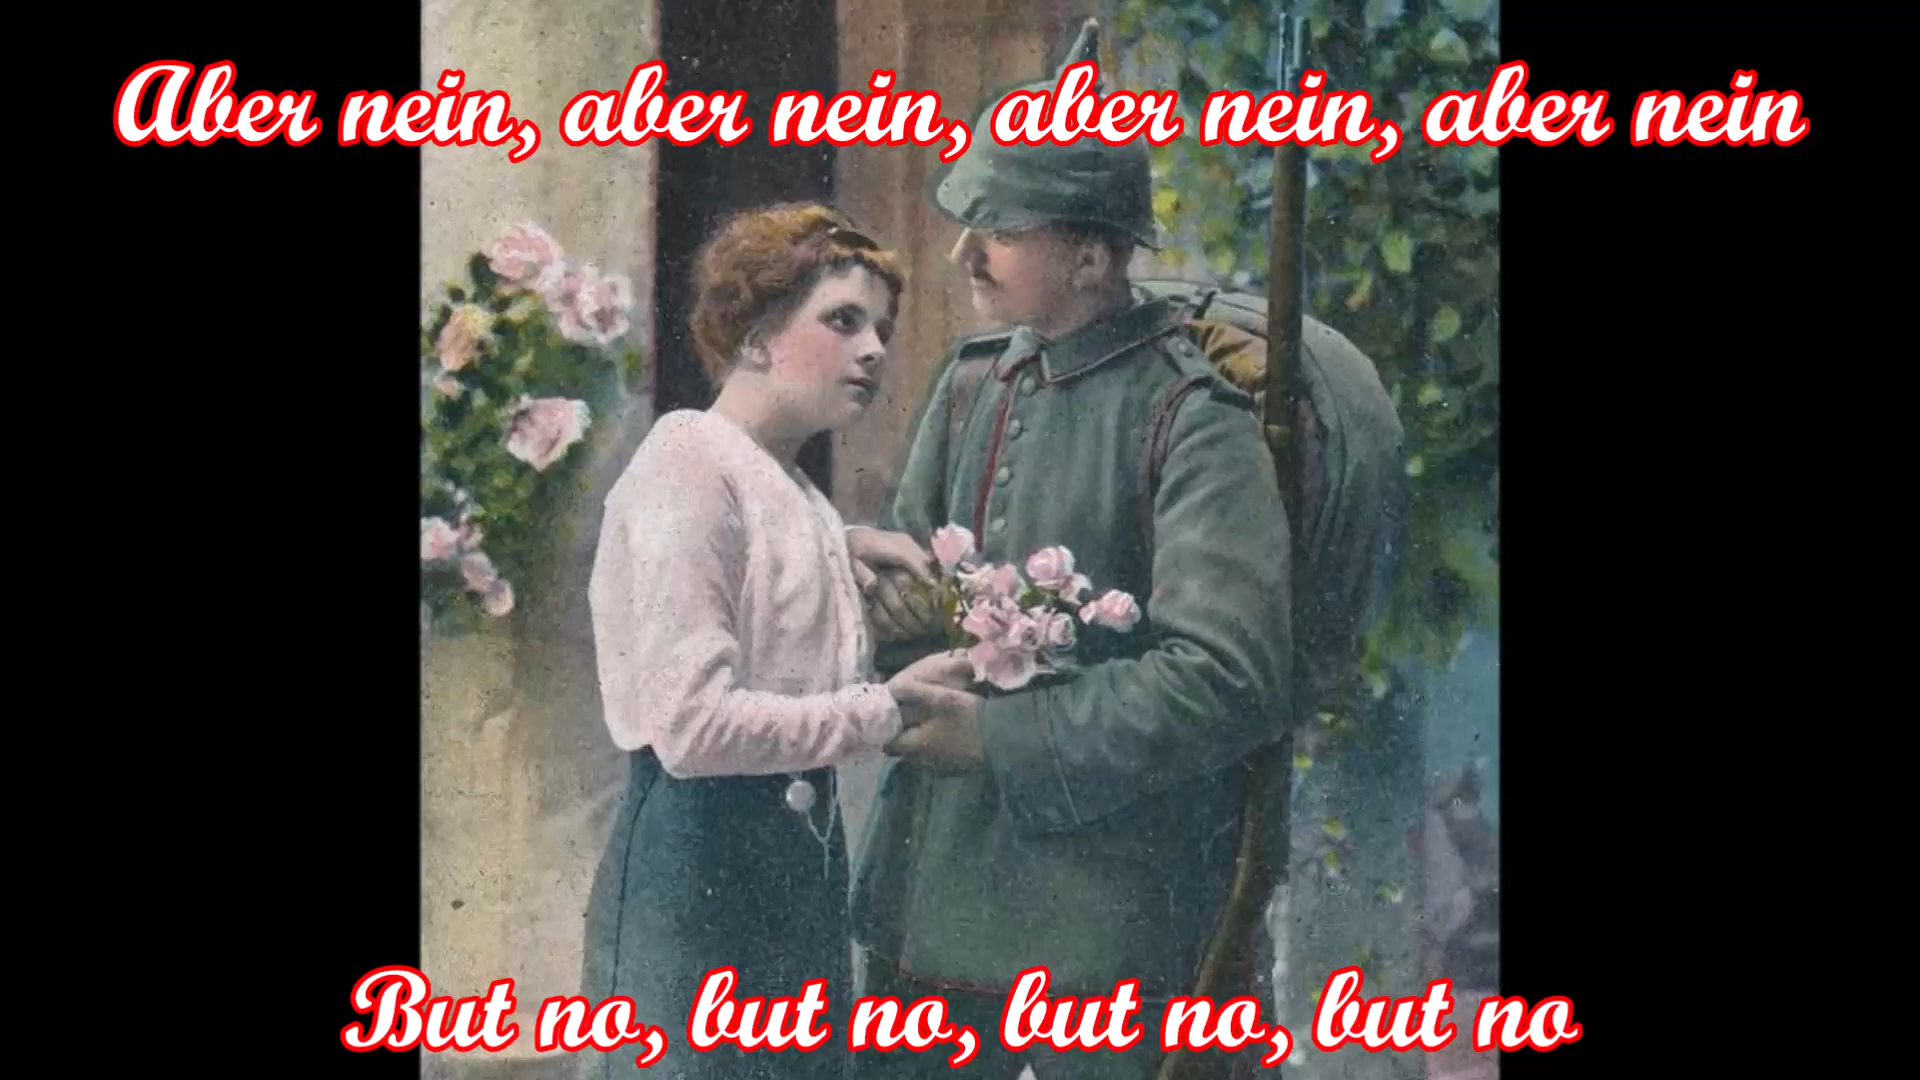 Aber nein, aber nein, aber nein, aber nein
But no, but no, but no, but no